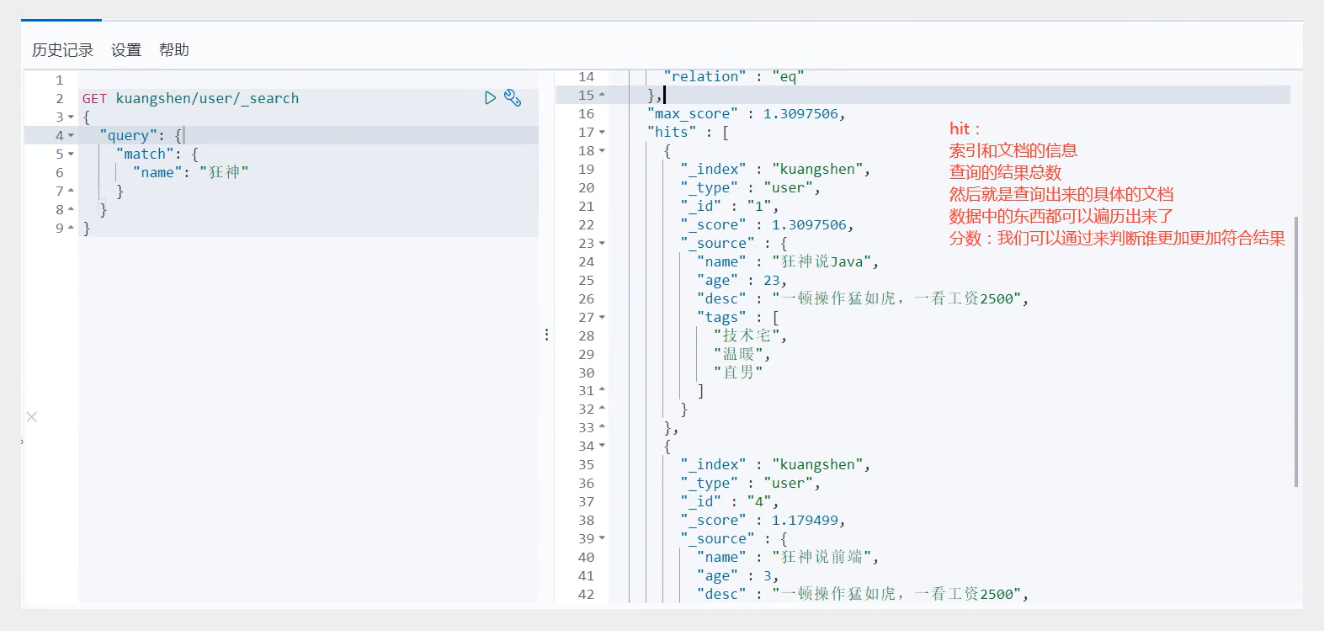 历史记录 设置 帮助
1
2 GET kuangshen/user/_search
3 {
4 "query": {
5 "match": {
6 "name": "狂神"
7 }
8 }
9 }
14 "relation" : "eq"
15 },
16 "max_score" : 1.3097506,
17 "hits" : [
18 {
19 "_index" : "kuangshen",
20 "_type" : "user",
21 "_id" : "1",
22 "_score" : 1.3097506,
23 "_source" : {
24 "name" : "狂神说Java",
25 "age" : 23,
26 "desc" : "一顿操作猛如虎，一看工资2500",
27 "tags" : [
28 "技术宅",
29 "温暖",
30 "直男"
31 ]
32 }
33 },
34 {
35 "_index" : "kuangshen",
36 "_type" : "user",
37 "_id" : "4",
38 "_score" : 1.179499,
39 "_source" : {
40 "name" : "狂神说前端",
41 "age" : 3,
42 "desc" : "一顿操作猛如虎，一看工资2500",
hit：
索引和文档的信息
查询的结果总数
然后就是查询出来的具体的文档
数据中的东西都可以遍历出来了
分数：我们可以通过来判断谁更加更加符合结果